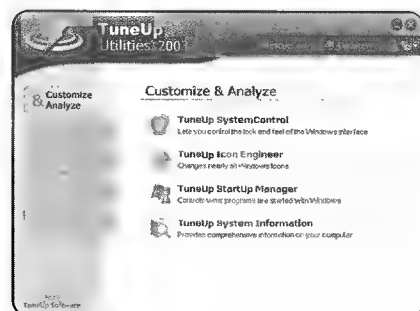 TuneUp
Utilities 200
Customize
& Analyze
Customize & Analyze
TuneUp SystemControl
Lets you control the look and feel of the Windows interface
TuneUp Icon Engineer
Changes nearly all Windows icons
TuneUp StartUp Manager
Controls what programs are started with Windows
TuneUp System Information
Provides comprehensive information on your computer
TuneUp Software